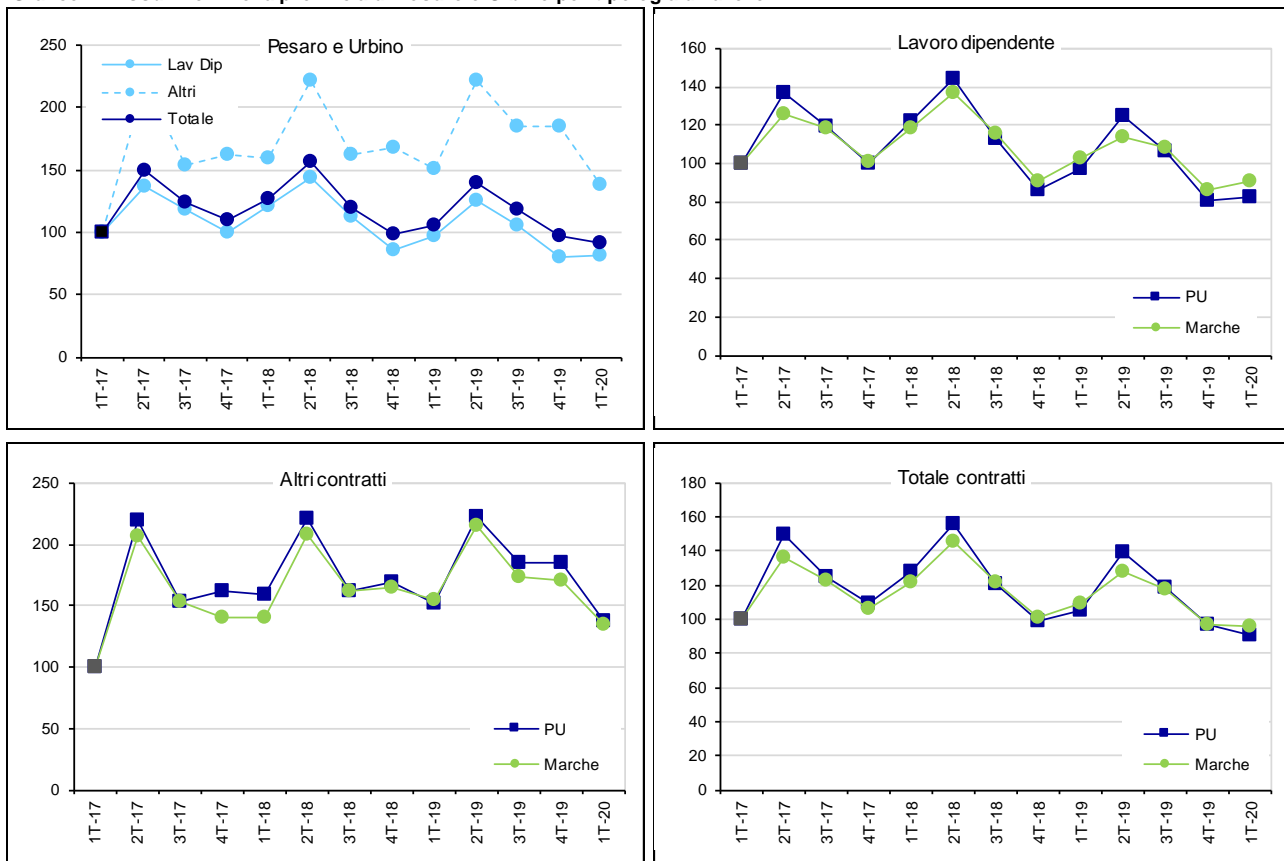 Pesaro e Urbino
250
200
150
100
50
0
Lav Dip
Altri
Totale
1T-17
2T-17
3T-17
4T-17
1T-18
2T-18
3T-18
4T-18
1T-19
2T-19
3T-19
4T-19
1T-20
Lavoro dipendente
160
140
120
100
80
60
40
20
0
PU
Marche
1T-17
2T-17
3T-17
4T-17
1T-18
2T-18
3T-18
4T-18
1T-19
2T-19
3T-19
4T-19
1T-20
Altri contratti
250
200
150
100
50
0
PU
Marche
1T-17
2T-17
3T-17
4T-17
1T-18
2T-18
3T-18
4T-18
1T-19
2T-19
3T-19
4T-19
1T-20
Totale contratti
180
160
140
120
100
80
60
40
20
0
PU
Marche
1T-17
2T-17
3T-17
4T-17
1T-18
2T-18
3T-18
4T-18
1T-19
2T-19
3T-19
4T-19
1T-20